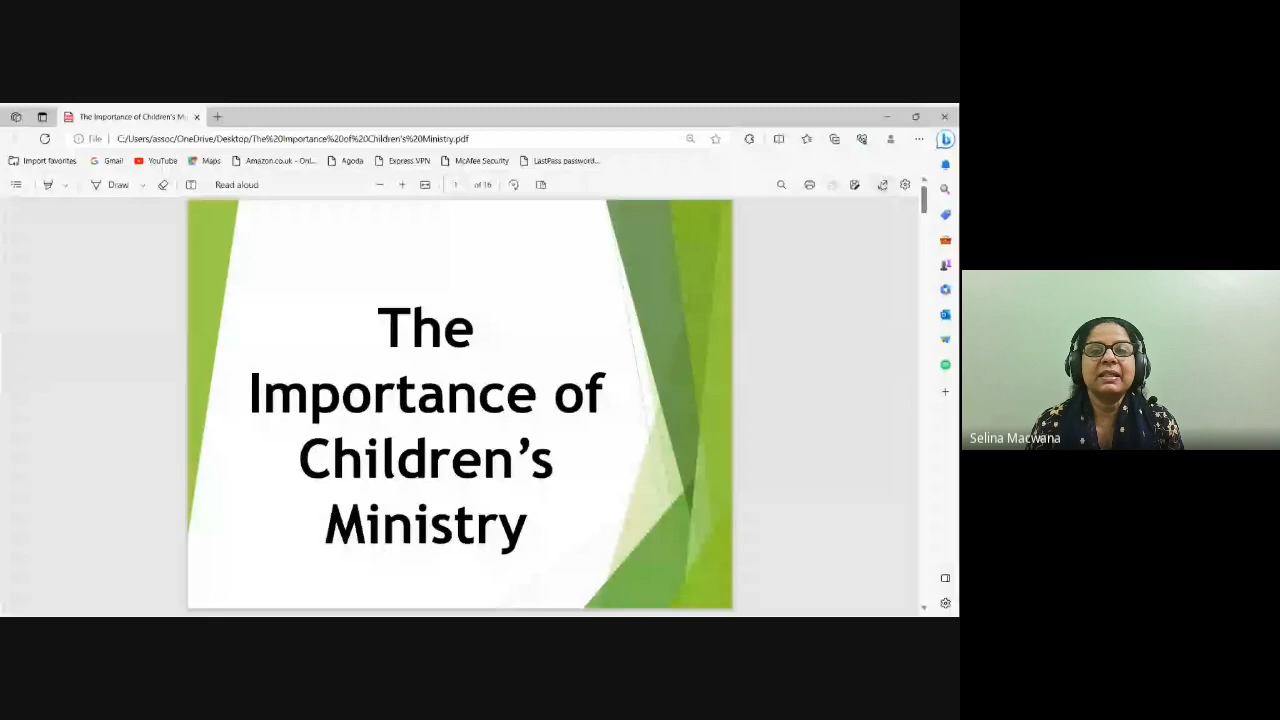 The Importance of Children's M
File
C:/Users/assoc/OneDrive/Desktop/The%20Importance%20of%20Children's%20Ministry.pdf
Import favorites
Gmail
YouTube
Maps
Amazon.co.uk - Onl...
Agoda
Express VPN
McAfee Security
LastPass password...
Draw
Read aloud
1
of 16
The
Importance of
Children’s
Ministry
Selina Macwana